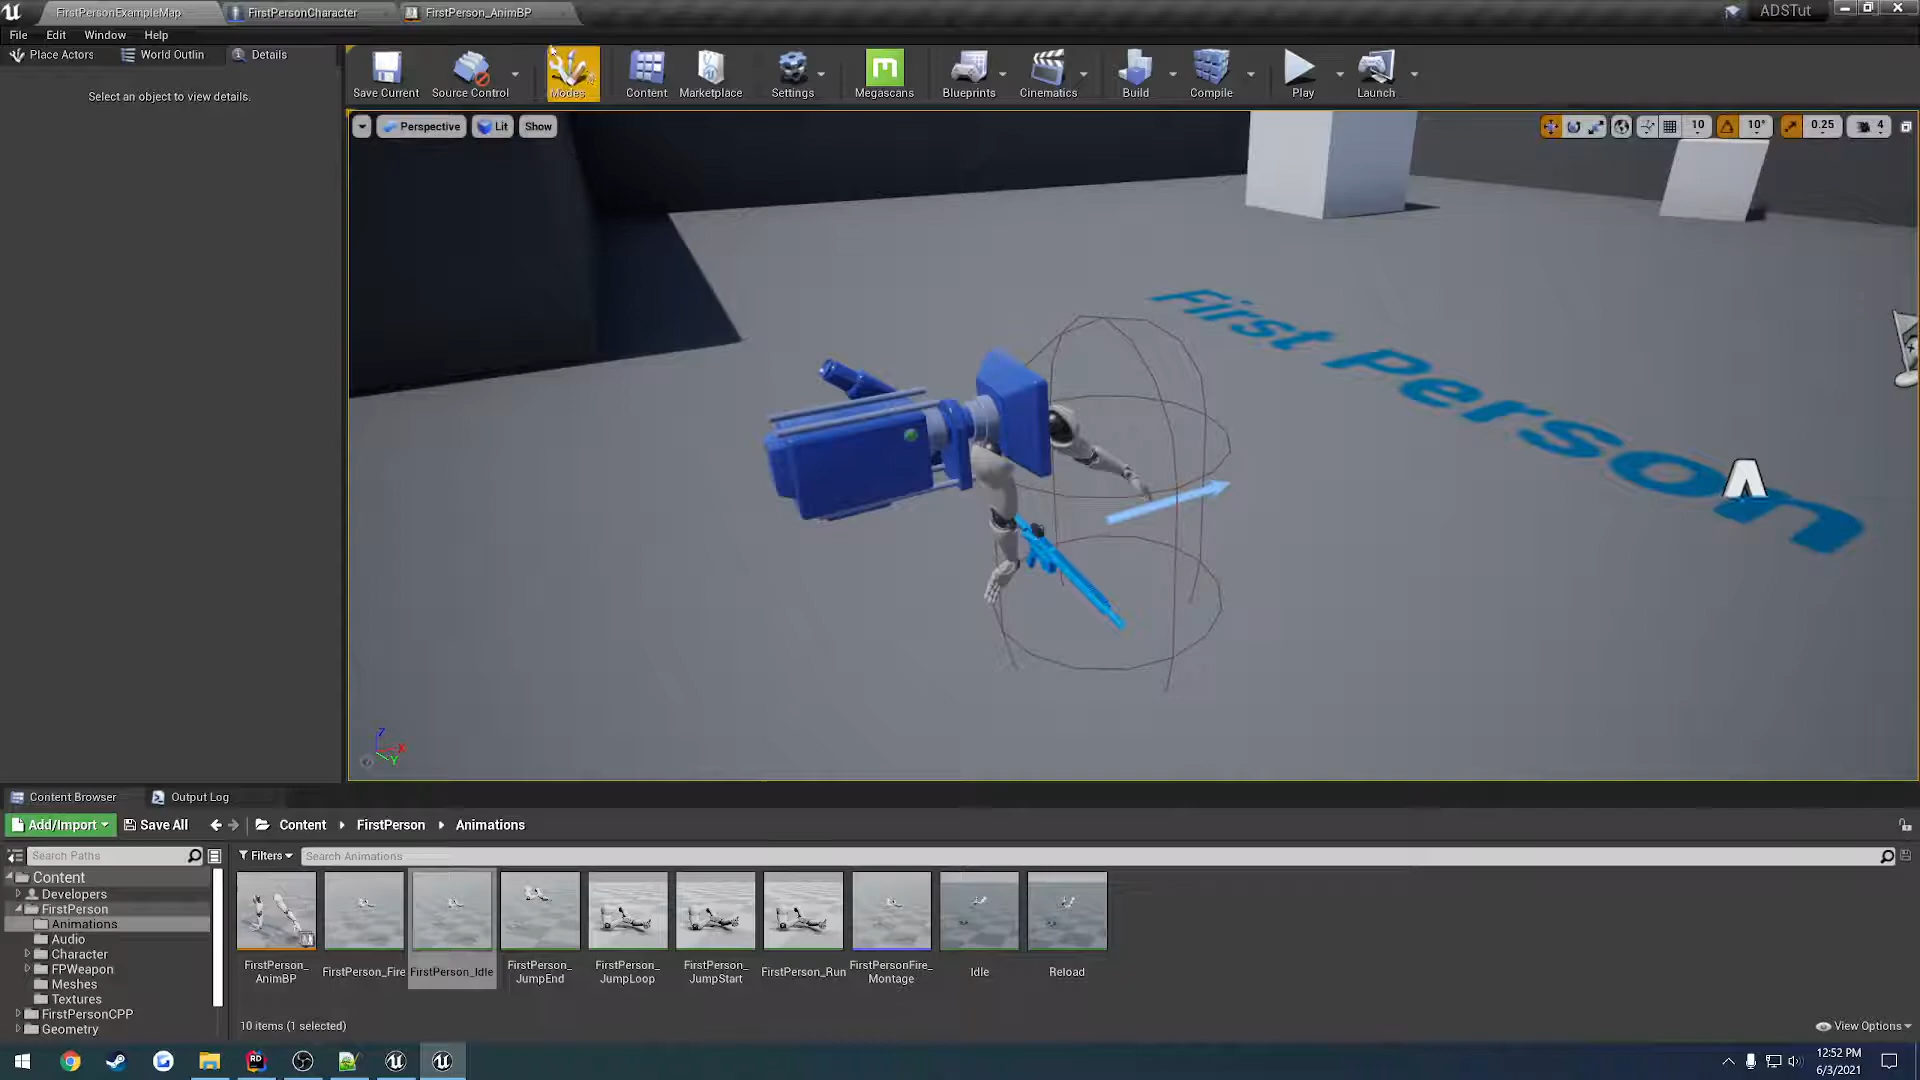 FirstPersonExampleMap
FirstPersonCharacter
FirstPerson_AnimBP
ADSTut
File
Edit
Window
Help
Place Actors
World Outlin
Details
Select an object to view details.
Save Current
Source Control
Modes
Content
Marketplace
Settings
Megascans
Blueprints
Cinematics
Build
Compile
Play
Launch
Perspective
Lit
Show
10
10°
0.25
4
First Person
Z
X
Y
Content Browser
Output Log
Add/Import
Save All
Content
FirstPerson
Animations
Search Paths
Filters
Search Animations
Content
Developers
FirstPerson
Animations
Audio
Character
FPWeapon
Meshes
Textures
FirstPersonCPP
Geometry
FirstPerson_
AnimBP
FirstPerson_Fire
FirstPerson_Idle
FirstPerson_
JumpEnd
FirstPerson_
JumpLoop
FirstPerson_
JumpStart
FirstPerson_Run
FirstPersonFire_
Montage
Idle
Reload
10 items (1 selected)
View Options
12:52 PM
6/3/2021